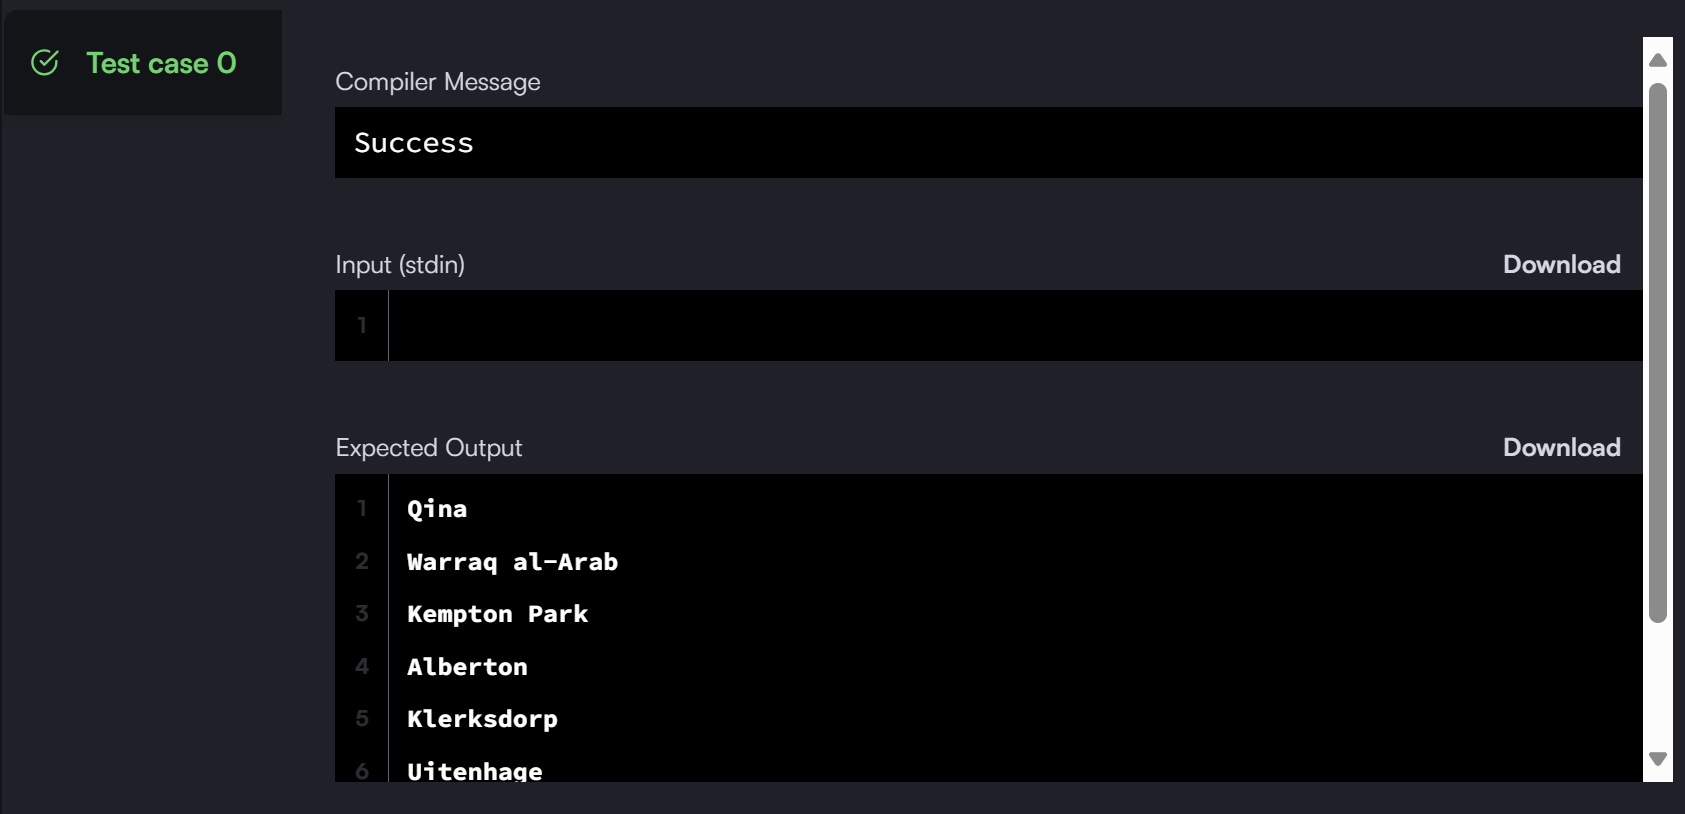 Test case 0
Compiler Message
Success
Input (stdin)
Download
1
Expected Output
Download
1 Qina
2 Warraq al-Arab
3 Kempton Park
4 Alberton
5 Klerksdorp
6 Uitenhage